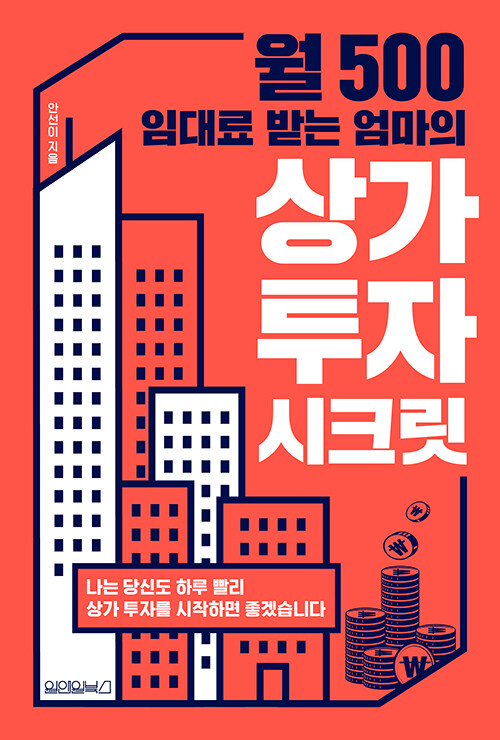 월 500
임대료 받는 엄마의
상가
투자
시크릿
안선이 지음
나는 당신도 하루 빨리
상가 투자를 시작하면 좋겠습니다
일일일북스
₩
₩
₩